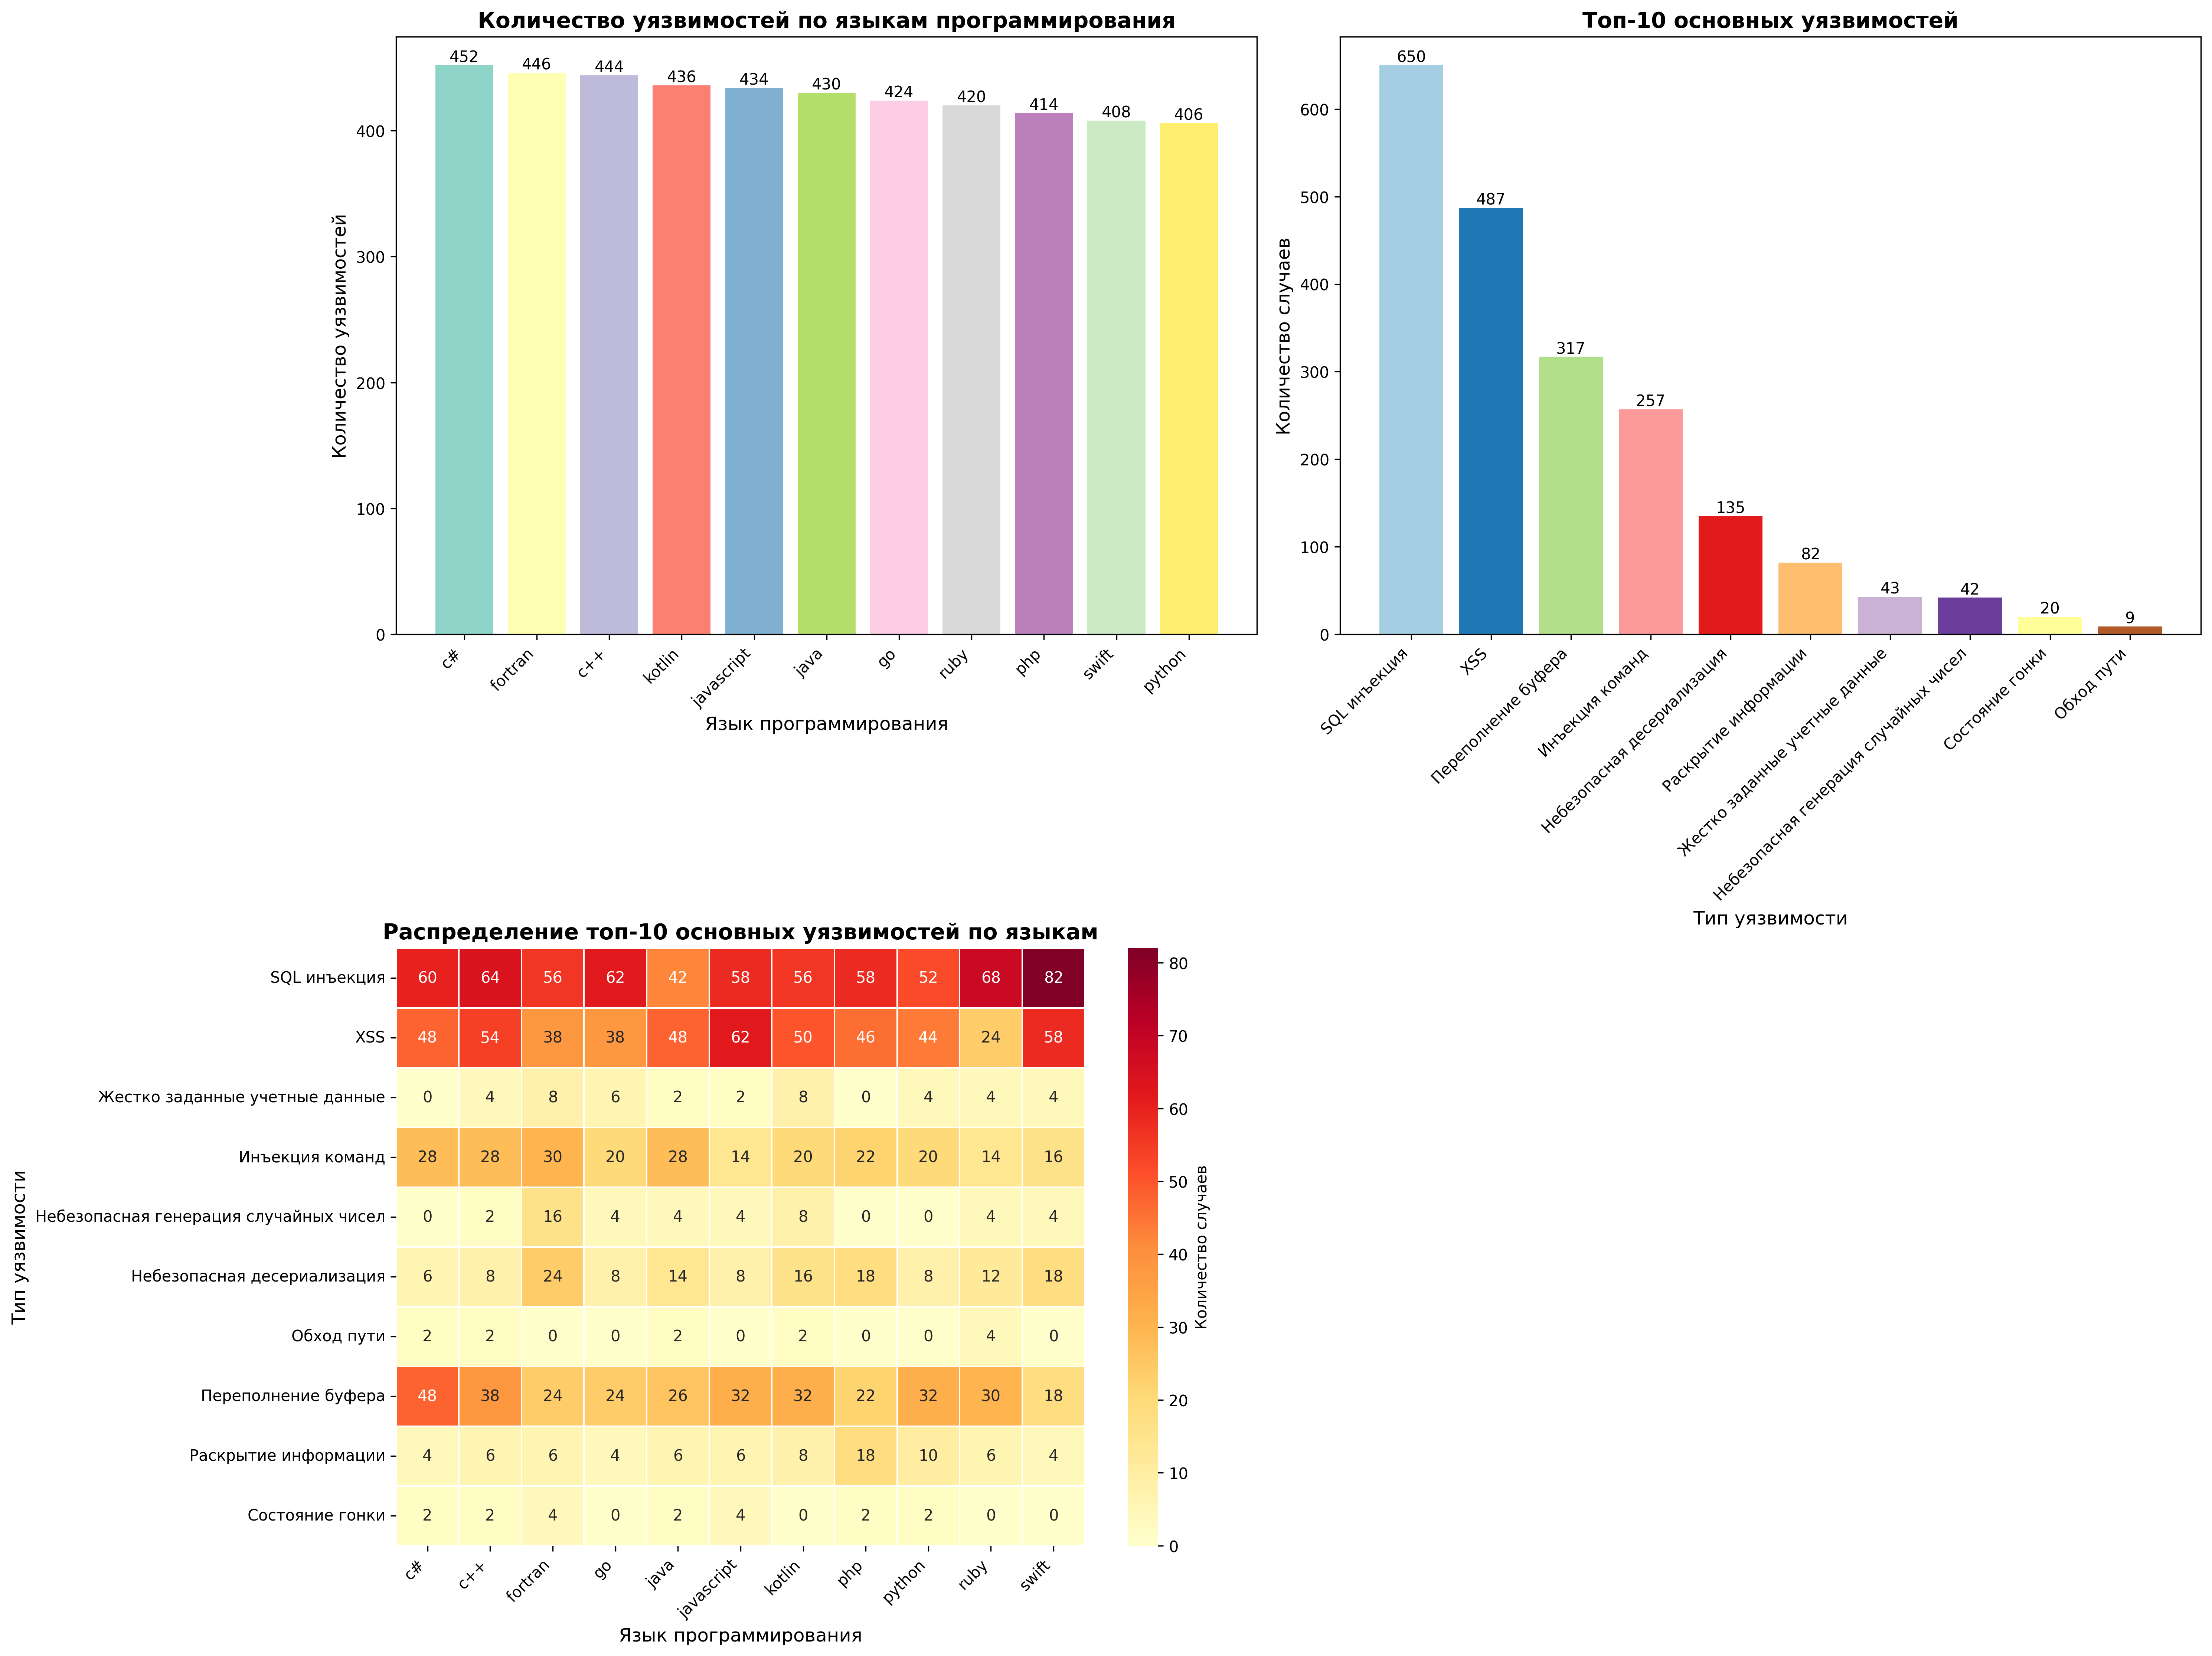 Количество уязвимостей по языкам программирования
452 446 444 436 434 430 424 420 414 408 406
400
300
200
100
0
Количество уязвимостей
c# fortran c++ kotlin javascript java go ruby php swift python
Язык программирования
Топ-10 основных уязвимостей
650 487 317 257 135 82 43 42 20 9
600
500
400
300
200
100
0
Количество случаев
SQL инъекция
XSS
Переполнение буфера
Инъекция команд
Небезопасная десериализация
Раскрытие информации
Жестко заданные учетные данные
Небезопасная генерация случайных чисел
Состояние гонки
Обход пути
Тип уязвимости
Распределение топ-10 основных уязвимостей по языкам
Тип уязвимости
SQL инъекция 60 64 56 62 42 58 56 58 52 68 82
XSS 48 54 38 38 48 62 50 46 44 24 58
Жестко заданные учетные данные 0 4 8 6 2 2 8 0 4 4 4
Инъекция команд 28 28 30 20 28 14 20 22 20 14 16
Небезопасная генерация случайных чисел 0 2 16 4 4 4 8 0 0 4 4
Небезопасная десериализация 6 8 24 8 14 8 16 18 8 12 18
Обход пути 2 2 0 0 2 0 2 0 0 4 0
Переполнение буфера 48 38 24 24 26 32 32 22 32 30 18
Раскрытие информации 4 6 6 4 6 6 8 18 10 6 4
Состояние гонки 2 2 4 0 2 4 0 2 2 0 0
c# c++ fortran go java javascript kotlin php python ruby swift
Язык программирования
80
70
60
50
40
30
20
10
0
Количество случаев